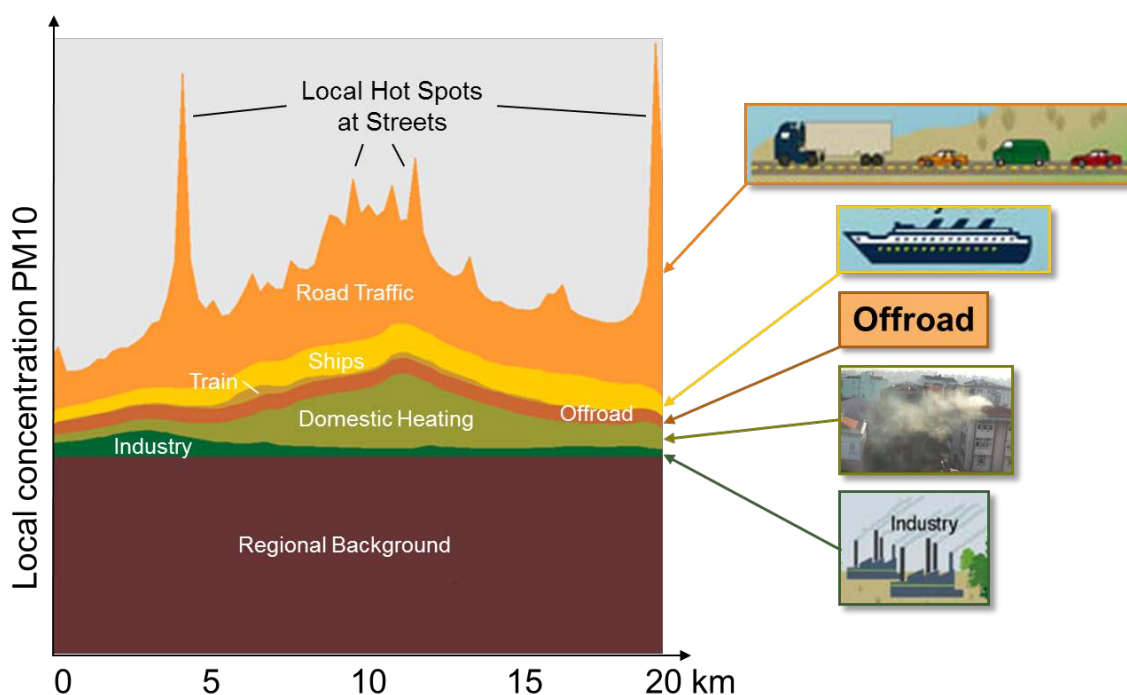 Local concentration PM10
Local Hot Spots
at Streets
Road Traffic
Ships
Train
Offroad
Domestic Heating
Industry
Regional Background
0 5 10 15 20 km
Offroad
Industry